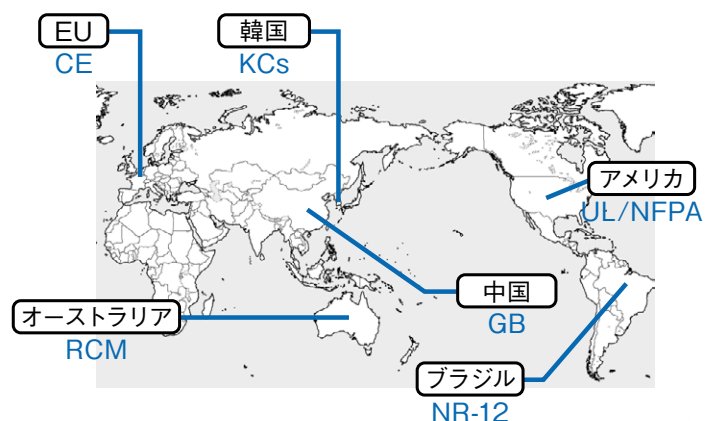 EU
CE
韓国
KCs
アメリカ
UL/NFPA
中国
GB
オーストラリア
RCM
ブラジル
NR-12